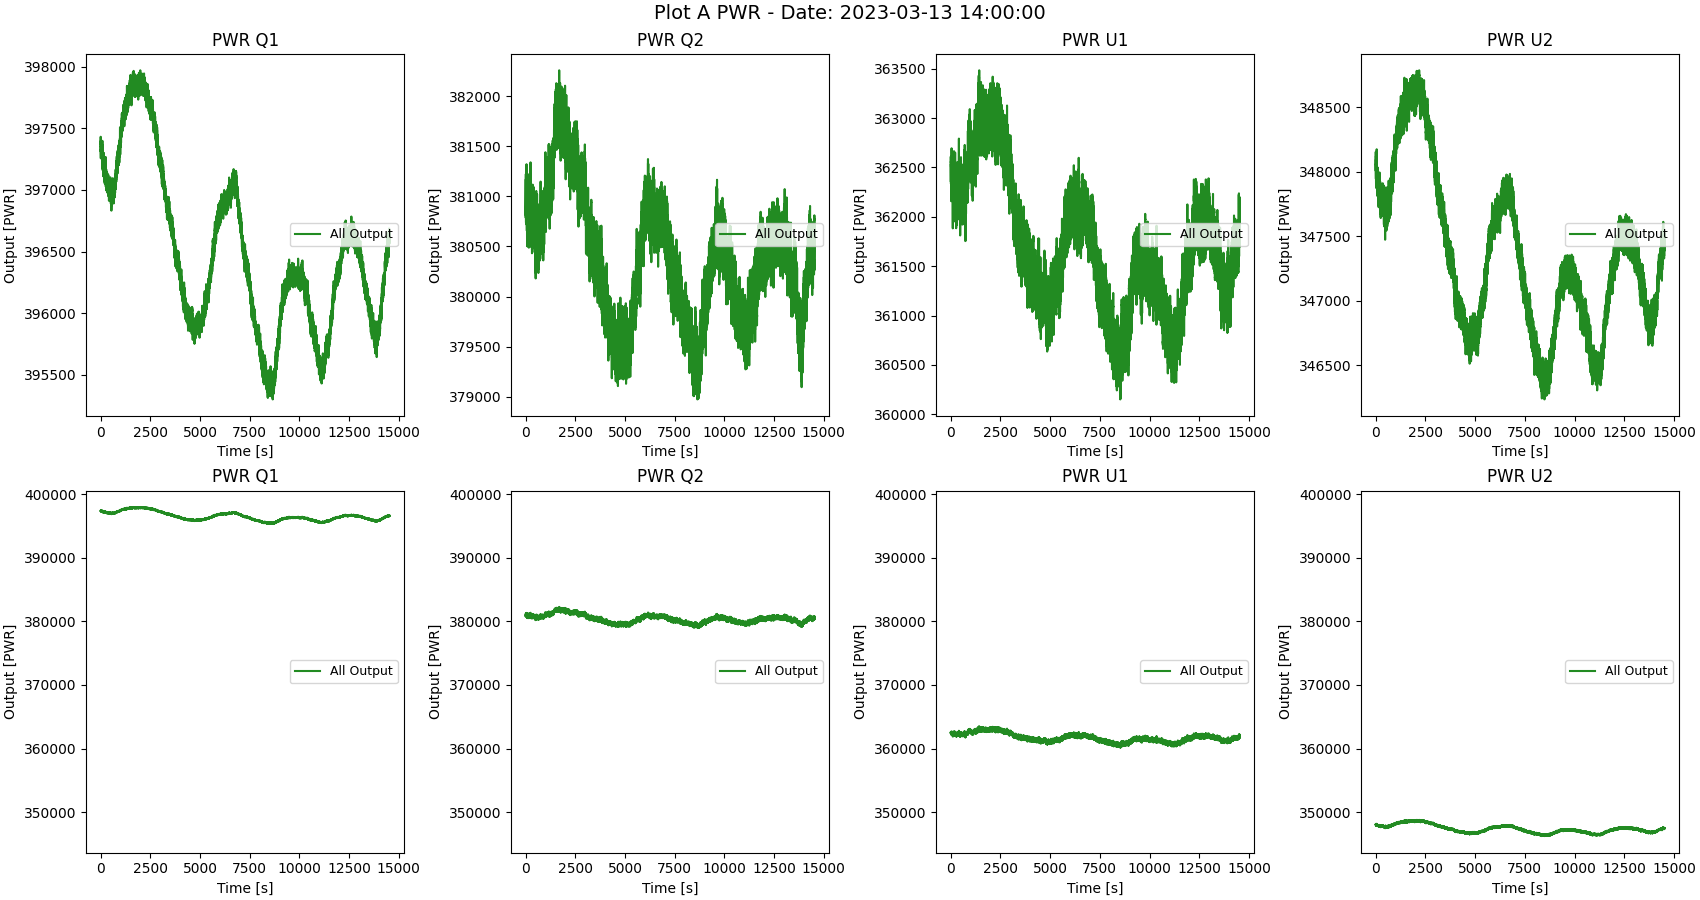 Plot A PWR - Date: 2023-03-13 14:00:00
PWR Q1
Output [PWR]
398000
397500
397000
396500
396000
395500
All Output
0 2500 5000 7500 10000 12500 15000
Time [s]
PWR Q2
Output [PWR]
382000
381500
381000
380500
380000
379500
379000
All Output
0 2500 5000 7500 10000 12500 15000
Time [s]
PWR U1
Output [PWR]
363500
363000
362500
362000
361500
361000
360500
360000
All Output
0 2500 5000 7500 10000 12500 15000
Time [s]
PWR U2
Output [PWR]
348500
348000
347500
347000
346500
All Output
0 2500 5000 7500 10000 12500 15000
Time [s]
PWR Q1
Output [PWR]
400000
390000
380000
370000
360000
350000
All Output
0 2500 5000 7500 10000 12500 15000
Time [s]
PWR Q2
Output [PWR]
400000
390000
380000
370000
360000
350000
All Output
0 2500 5000 7500 10000 12500 15000
Time [s]
PWR U1
Output [PWR]
400000
390000
380000
370000
360000
350000
All Output
0 2500 5000 7500 10000 12500 15000
Time [s]
PWR U2
Output [PWR]
400000
390000
380000
370000
360000
350000
All Output
0 2500 5000 7500 10000 12500 15000
Time [s]